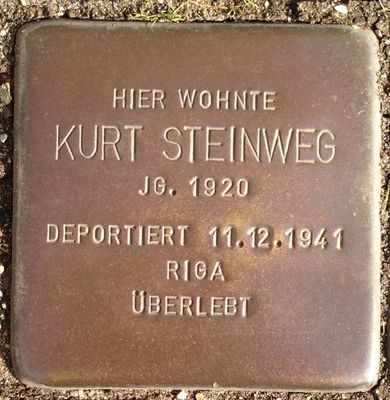 HIER WOHNTE
KURT STEINWEG
JG. 1920
DEPORTIERT 11.12.1941
RIGA
ÜBERLEBT